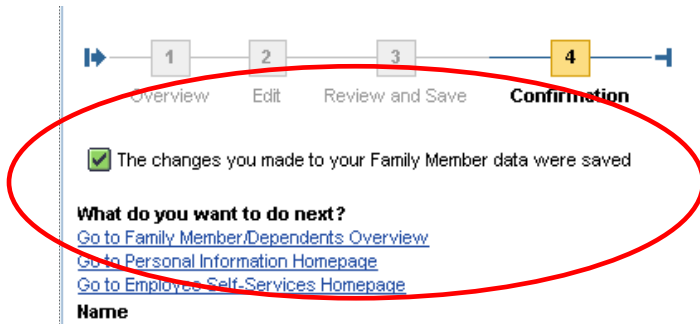 1 2 3 4
Overview Edit Review and Save Confirmation
The changes you made to your Family Member data were saved
What do you want to do next?
Go to Family Member/Dependents Overview
Go to Personal Information Homepage
Go to Employee Self-Services Homepage
Name